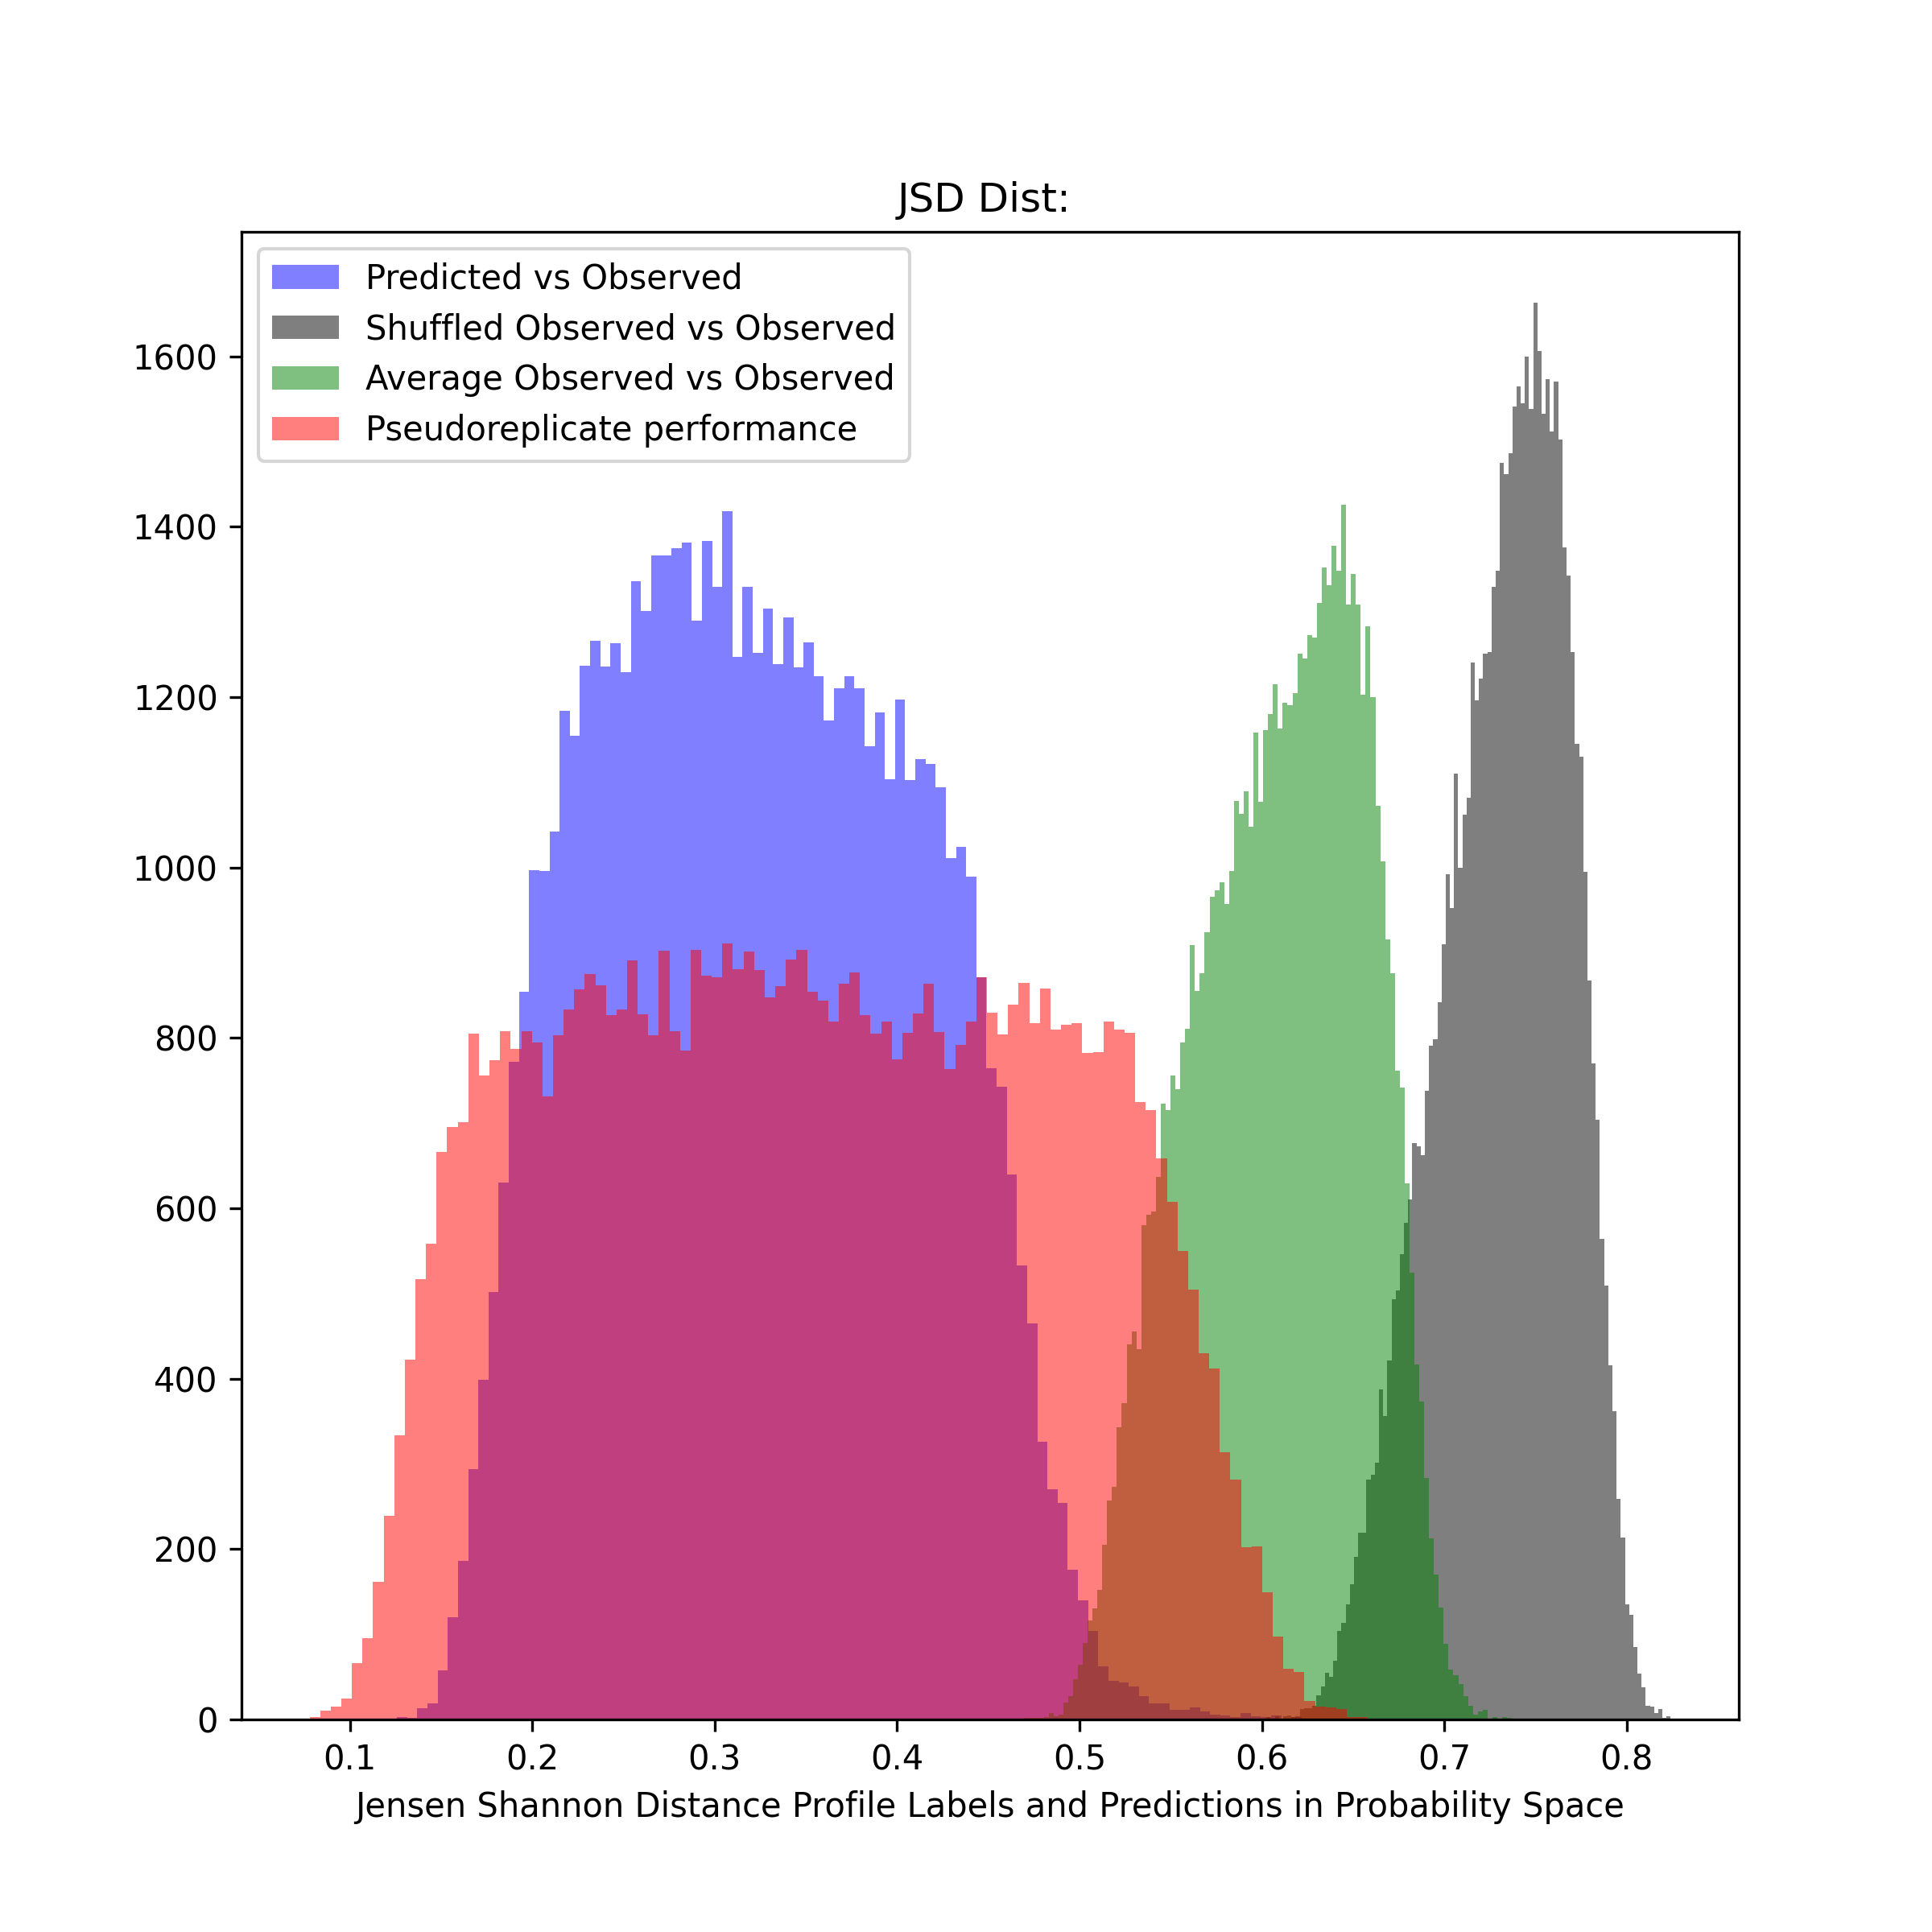 JSD Dist:
Predicted vs Observed
Shuffled Observed vs Observed
Average Observed vs Observed
Pseudoreplicate performance
1600
1400
1200
1000
800
600
400
200
0
0.1 0.2 0.3 0.4 0.5 0.6 0.7 0.8
Jensen Shannon Distance Profile Labels and Predictions in Probability Space